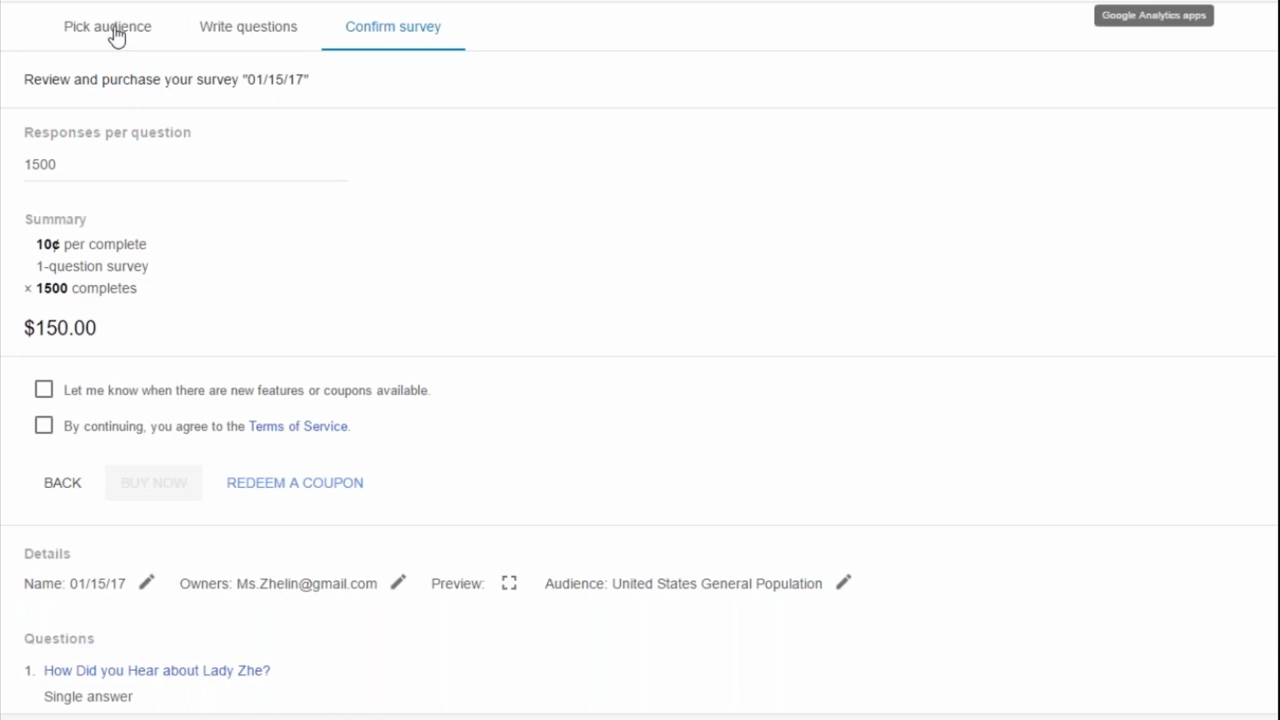 Google Analytics apps
Pick audience Write questions Confirm survey
Review and purchase your survey "01/15/17"
Responses per question
1500
Summary
10¢ per complete
1-question survey
× 1500 completes
$150.00
Let me know when there are new features or coupons available.
By continuing, you agree to the Terms of Service.
BACK BUY NOW REDEEM A COUPON
Details
Name: 01/15/17 Owners: Ms.Zhelin@gmail.com Preview: Audience: United States General Population
Questions
1. How Did you Hear about Lady Zhe?
Single answer